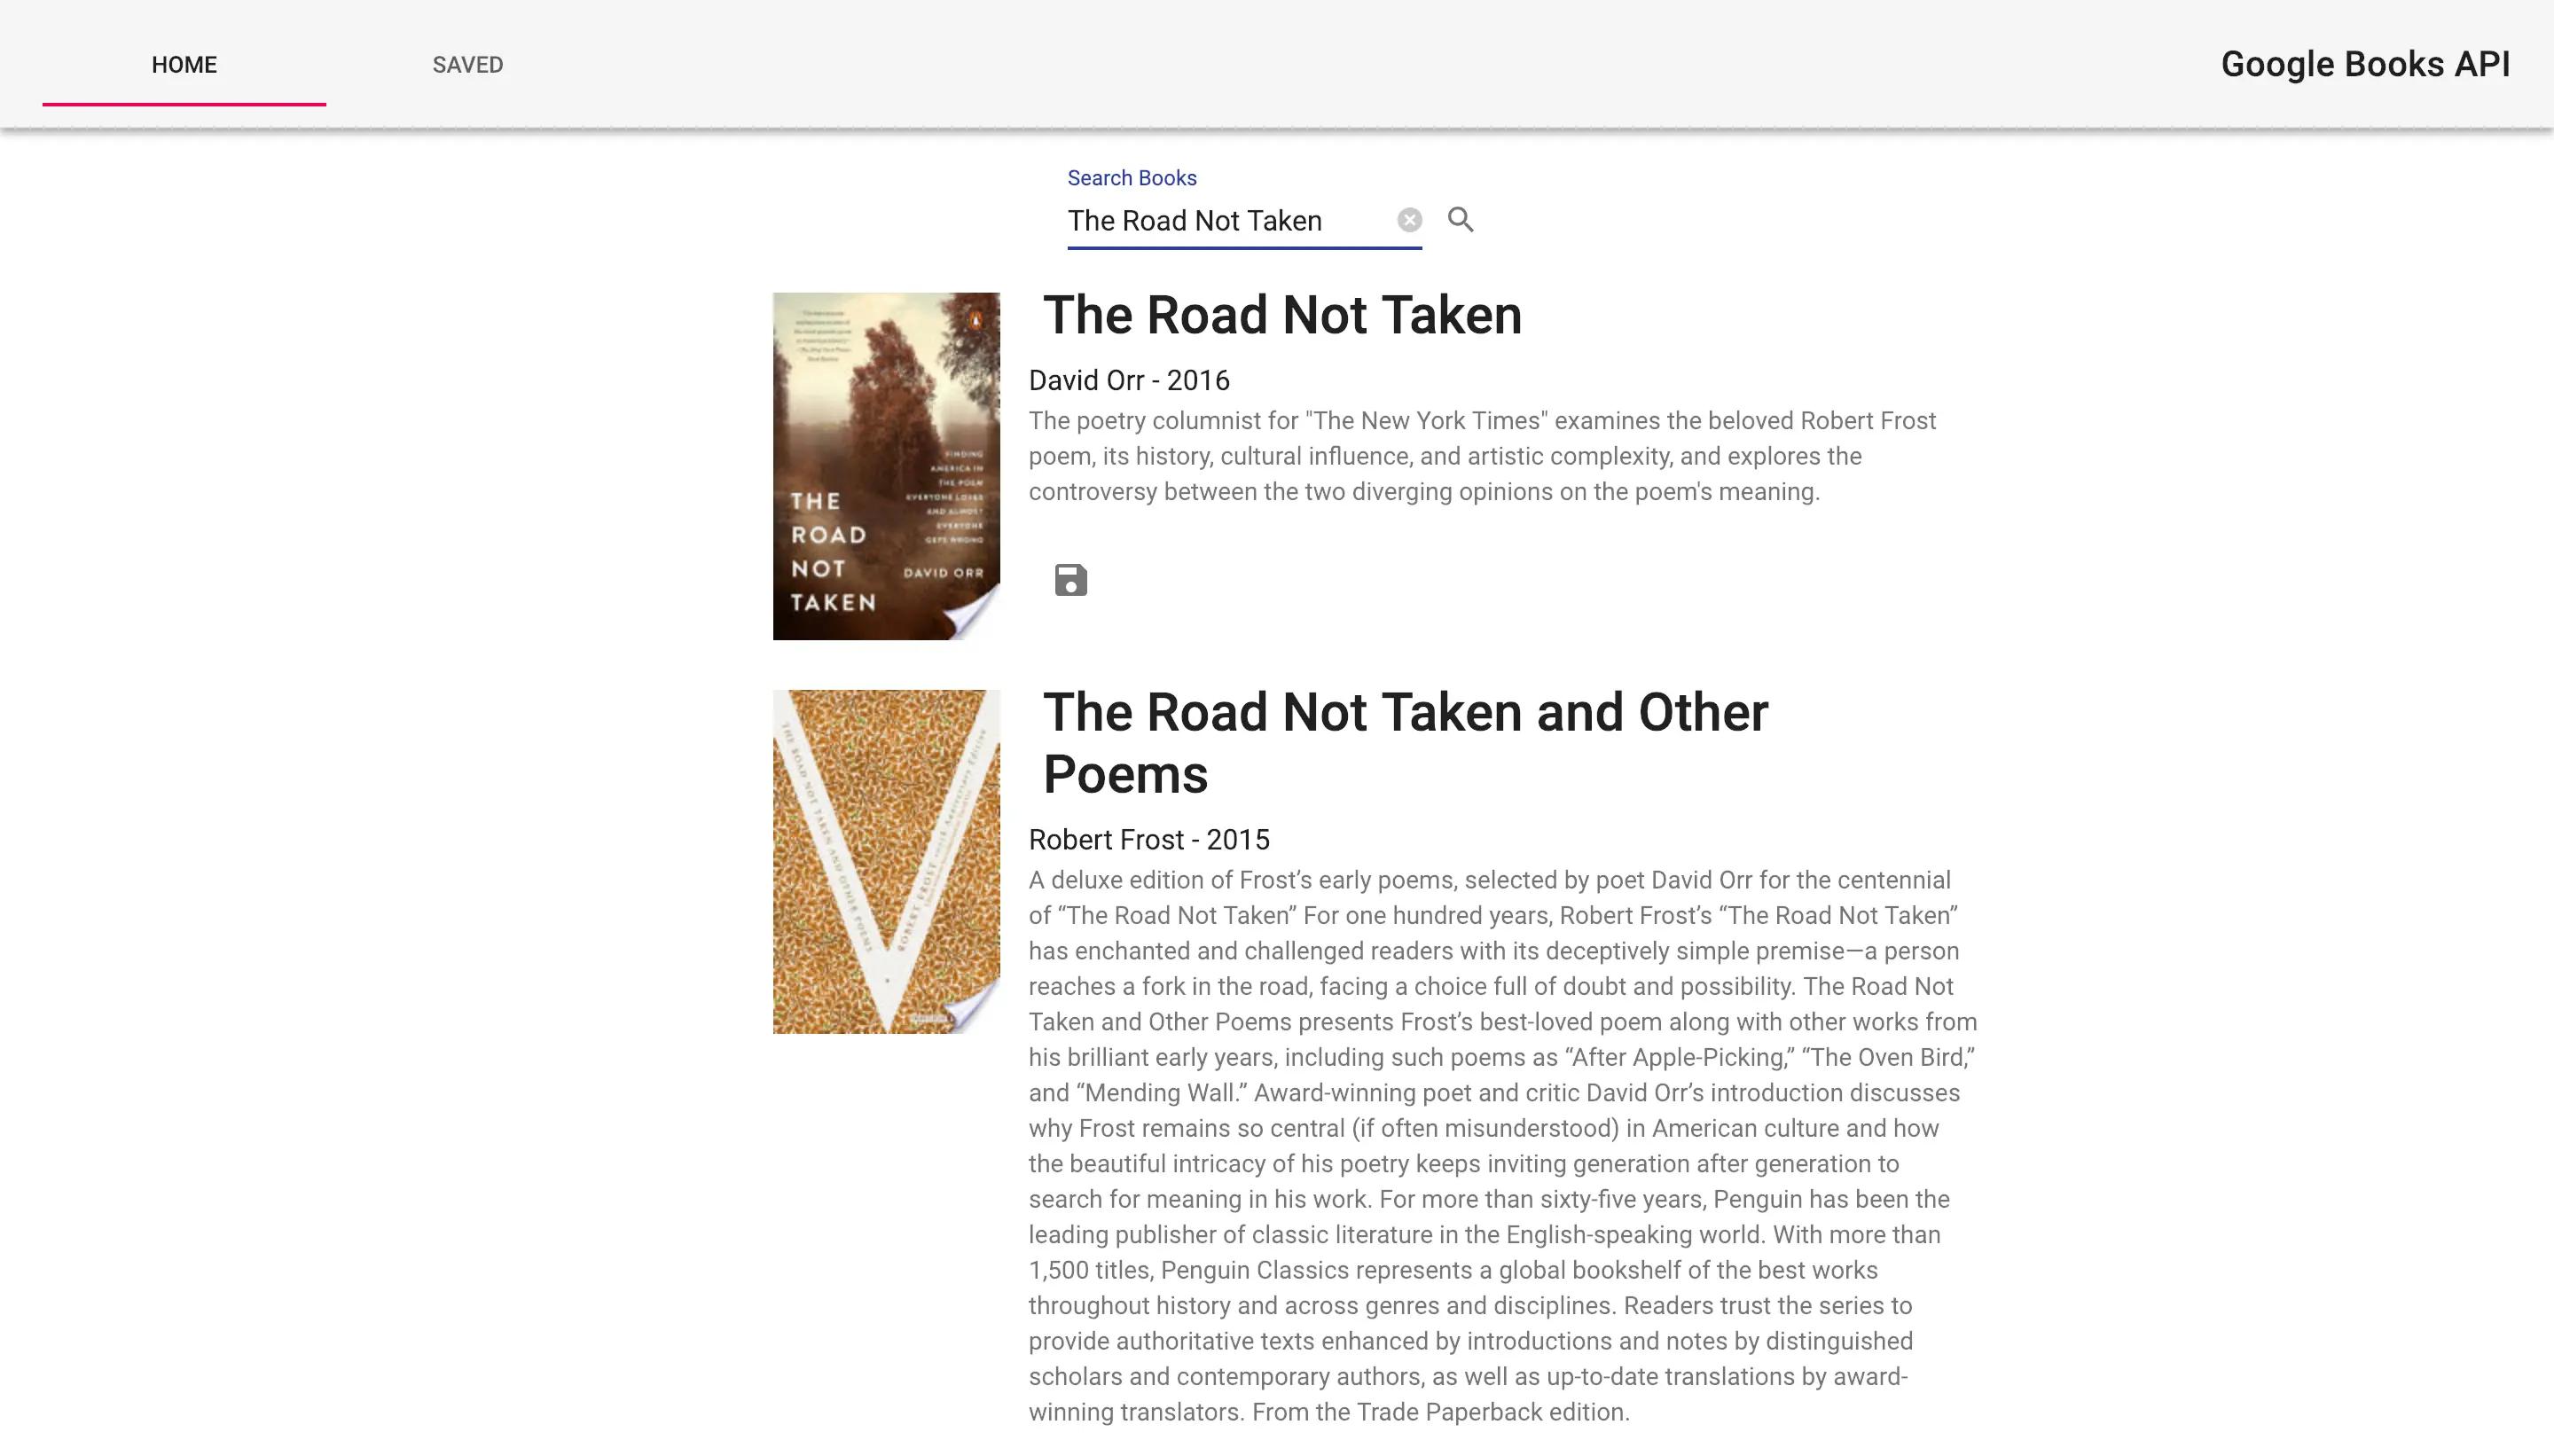 HOME
SAVED
Google Books API
Search Books
The Road Not Taken
The Road Not Taken
David Orr - 2016
The poetry columnist for "The New York Times" examines the beloved Robert Frost
poem, its history, cultural influence, and artistic complexity, and explores the
controversy between the two diverging opinions on the poem's meaning.
FINDING
AMERICA IN
THE POEM
EVERYONE LOVES
AND ALMOST
EVERYONE
GETS WRONG
DAVID ORR
THE
ROAD
NOT
TAKEN
The Road Not Taken and Other
Poems
Robert Frost - 2015
A deluxe edition of Frost’s early poems, selected by poet David Orr for the centennial
of “The Road Not Taken” For one hundred years, Robert Frost’s “The Road Not Taken”
has enchanted and challenged readers with its deceptively simple premise—a person
reaches a fork in the road, facing a choice full of doubt and possibility. The Road Not
Taken and Other Poems presents Frost’s best-loved poem along with other works from
his brilliant early years, including such poems as “After Apple-Picking,” “The Oven Bird,”
and “Mending Wall.” Award-winning poet and critic David Orr’s introduction discusses
why Frost remains so central (if often misunderstood) in American culture and how
the beautiful intricacy of his poetry keeps inviting generation after generation to
search for meaning in his work. For more than sixty-five years, Penguin has been the
leading publisher of classic literature in the English-speaking world. With more than
1,500 titles, Penguin Classics represents a global bookshelf of the best works
throughout history and across genres and disciplines. Readers trust the series to
provide authoritative texts enhanced by introductions and notes by distinguished
scholars and contemporary authors, as well as up-to-date translations by award-
winning translators. From the Trade Paperback edition.
THE ROAD NOT TAKEN AND OTHER POEMS
ROBERT FROST